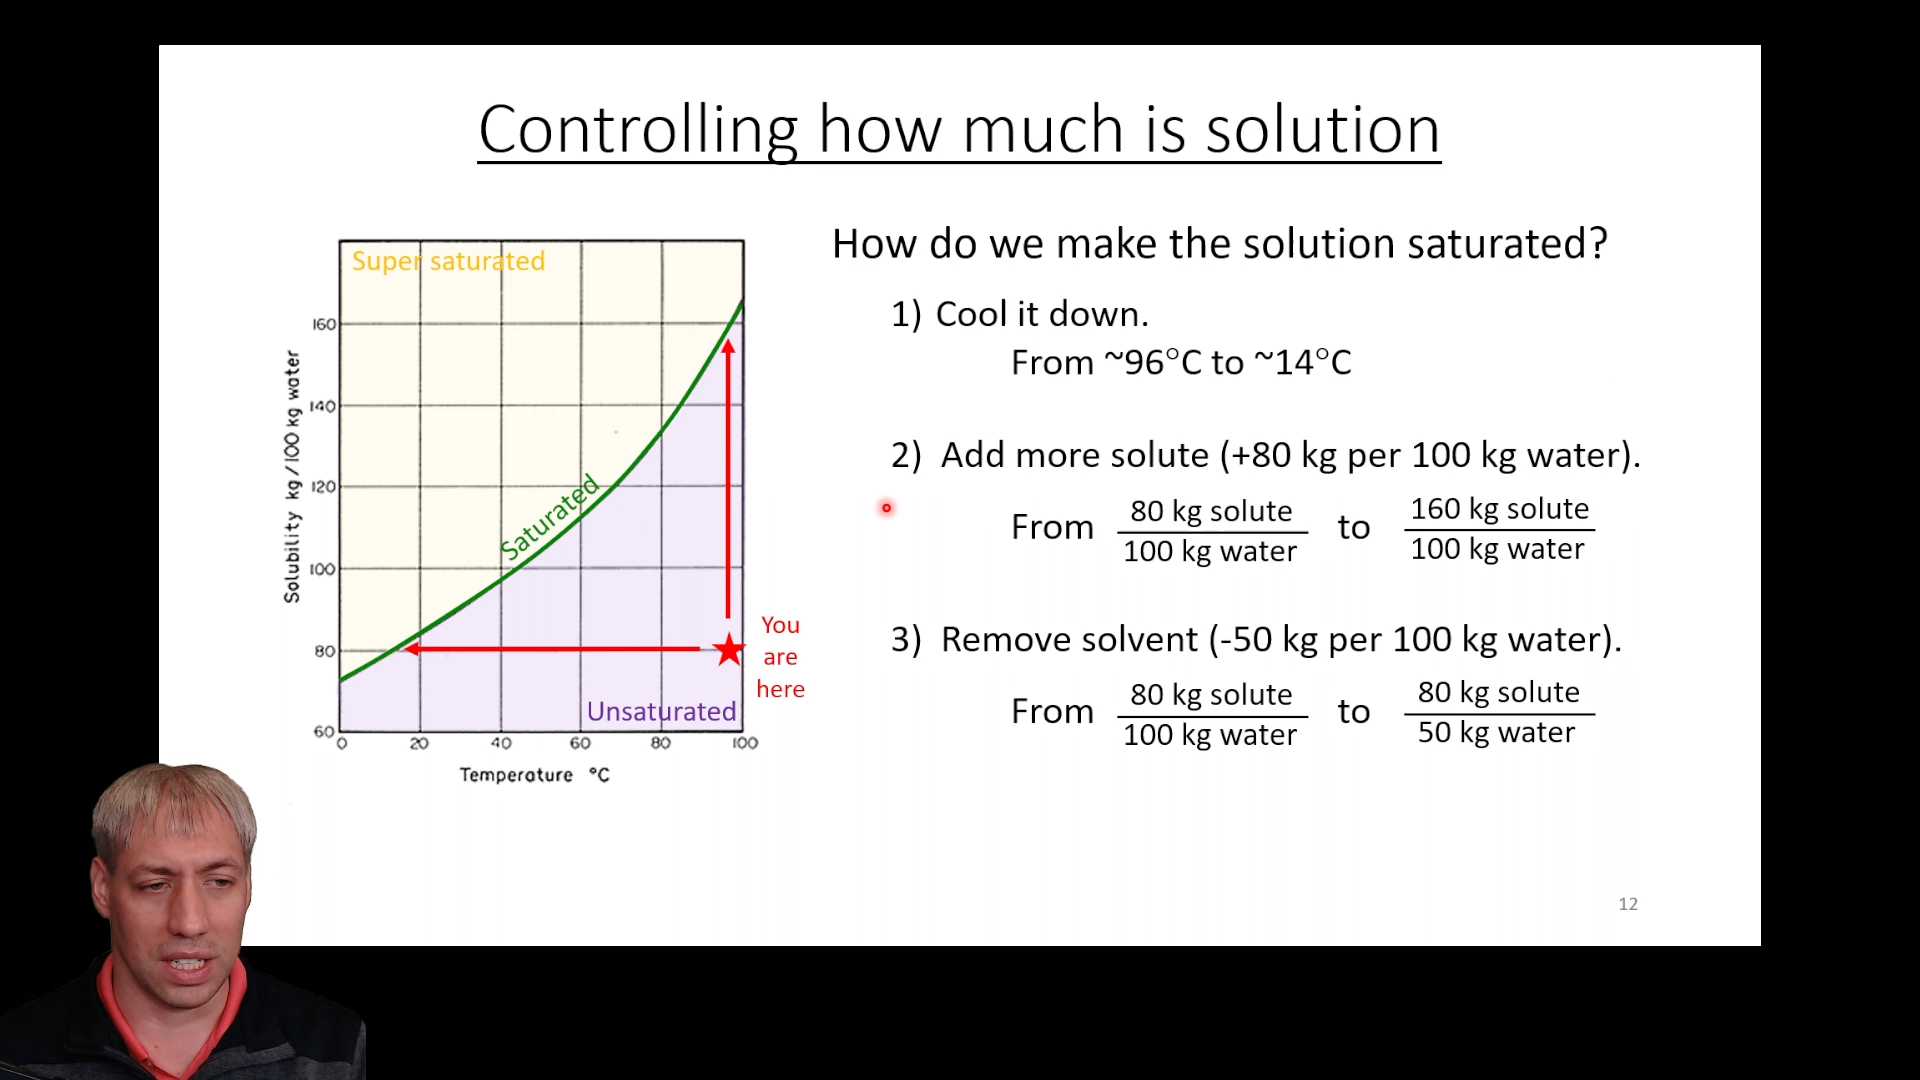 Controlling how much is solution
Super saturated
Saturated
Unsaturated
You
are
here
160
140
120
100
80
60
0 20 40 60 80 100
Solubility kg/100 kg water
Temperature °C
How do we make the solution saturated?
1) Cool it down.
From ~96°C to ~14°C
2) Add more solute (+80 kg per 100 kg water).
From 80 kg solute / 100 kg water to 160 kg solute / 100 kg water
3) Remove solvent (-50 kg per 100 kg water).
From 80 kg solute / 100 kg water to 80 kg solute / 50 kg water
12